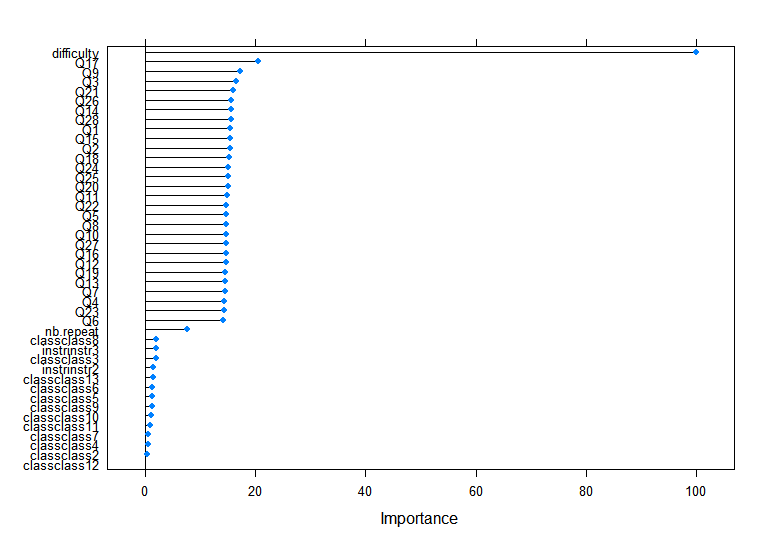 difficulty
Q17
Q9
Q3
Q21
Q26
Q14
Q28
Q1
Q15
Q2
Q18
Q24
Q25
Q20
Q11
Q22
Q5
Q8
Q10
Q27
Q16
Q12
Q19
Q13
Q7
Q4
Q23
Q6
nb.repeat
classclass8
instrinstr3
classclass3
instrinstr2
classclass13
classclass6
classclass5
classclass9
classclass10
classclass11
classclass7
classclass4
classclass2
classclass12
0 20 40 60 80 100
Importance